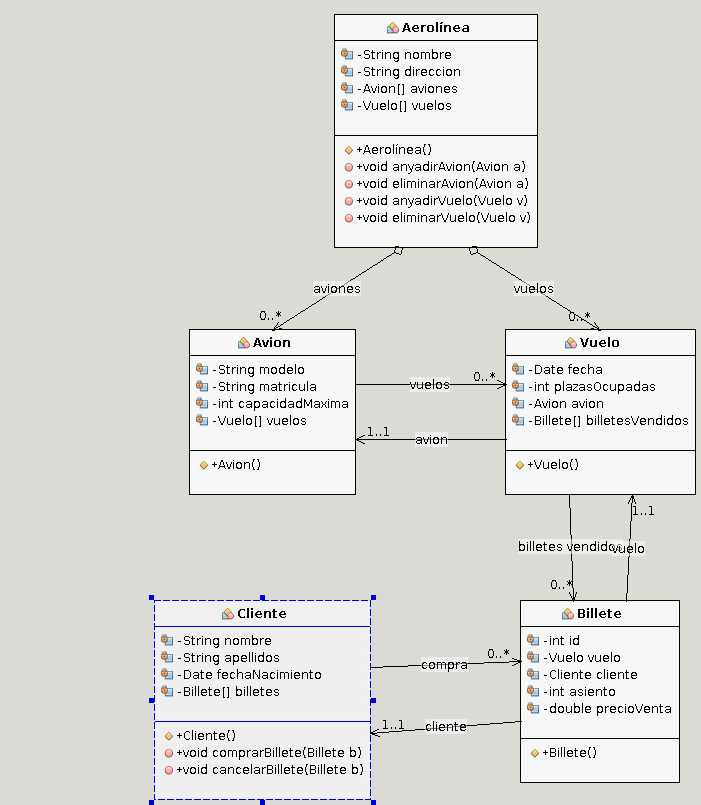 Aerolínea
-String nombre
-String direccion
-Avion[] aviones
-Vuelo[] vuelos
+Aerolínea()
+void anyadirAvion(Avion a)
+void eliminarAvion(Avion a)
+void anyadirVuelo(Vuelo v)
+void eliminarVuelo(Vuelo v)
aviones
vuelos
0..*
0..*
Avion
-String modelo
-String matricula
-int capacidadMaxima
-Vuelo[] vuelos
+Avion()
vuelos
0..*
1..1
avion
Vuelo
-Date fecha
-int plazasOcupadas
-Avion avion
-Billete[] billetesVendidos
+Vuelo()
1..1
billetes vendidos
vuelo
0..*
Cliente
-String nombre
-String apellidos
-Date fechaNacimiento
-Billete[] billetes
+Cliente()
+void comprarBillete(Billete b)
+void cancelarBillete(Billete b)
0..*
compra
1..1
cliente
Billete
-int id
-Vuelo vuelo
-Cliente cliente
-int asiento
-double precioVenta
+Billete()